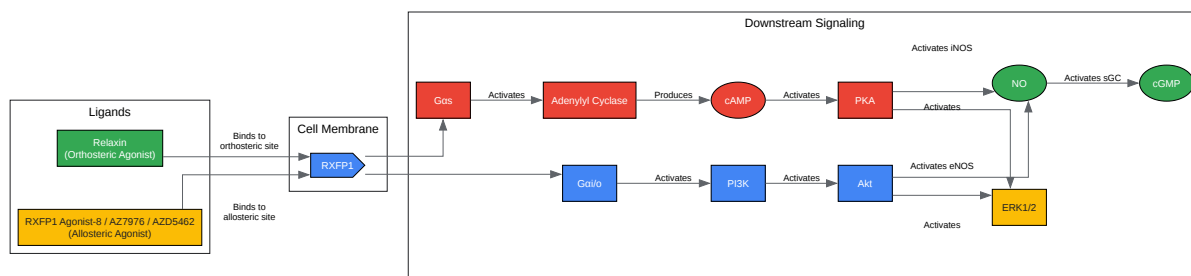 Downstream Signaling
Activates iNOS
Gαs
Activates
Adenylyl Cyclase
Produces
cAMP
Activates
PKA
NO
Activates sGC
cGMP
Activates
Ligands
Relaxin
(Orthosteric Agonist)
Binds to
orthosteric site
Cell Membrane
RXFP1
Gαi/o
Activates
PI3K
Activates
Akt
Activates eNOS
RXFP1 Agonist-8 / AZ7976 / AZD5462
(Allosteric Agonist)
Binds to
allosteric site
ERK1/2
Activates